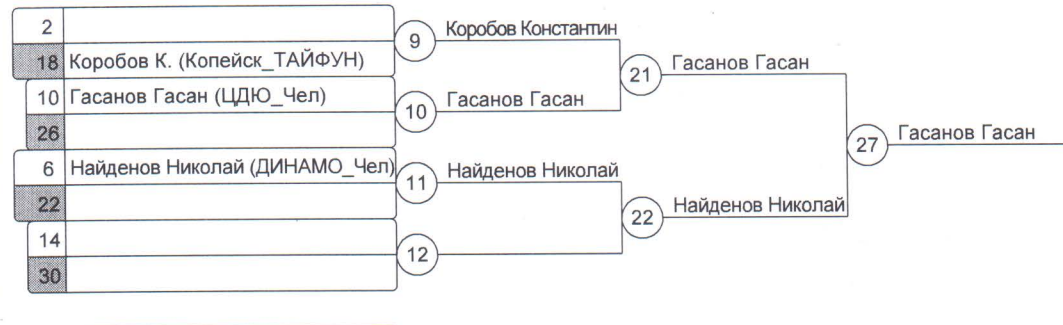 2
18 Коробов К. (Копейск_ТАЙФУН)
9
Коробов Константин
10 Гасанов Гасан (ЦДЮ_Чел)
26
10
Гасанов Гасан
21
Гасанов Гасан
6 Найденов Николай (ДИНАМО_Чел)
22
11
Найденов Николай
14
30
12
22
Найденов Николай
27
Гасанов Гасан